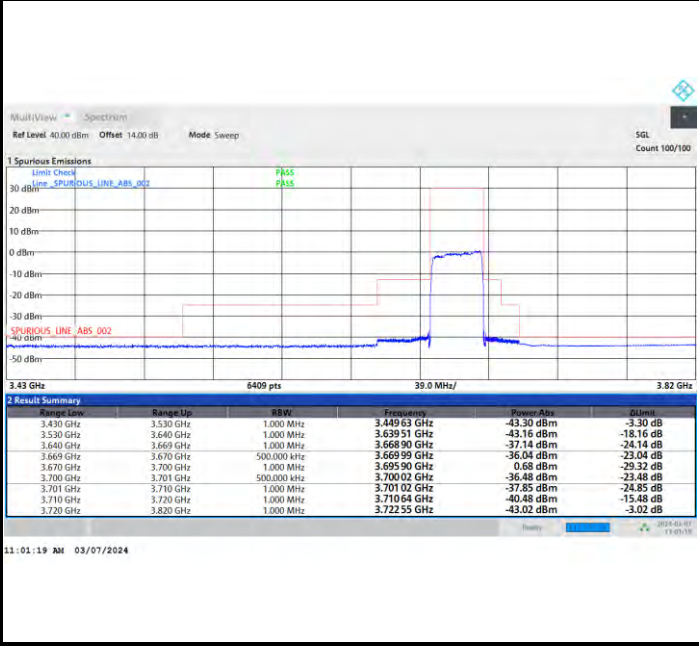 MultiView Spectrum
Ref Level 40.00 dBm Offset 14.00 dB Mode Sweep SGL
Count 100/100
1 Spurious Emissions
Limit Check PASS
Line _SPURIOUS_LINE_ABS_002 PASS
30 dBm
20 dBm
10 dBm
0 dBm
-10 dBm
-20 dBm
-30 dBm
SPURIOUS_LINE_ABS_002
-40 dBm
-50 dBm
3.43 GHz 6409 pts 39.0 MHz/ 3.82 GHz
2 Result Summary
Range Low Range Up RBW Frequency Power Abs ΔLimit
3.430 GHz 3.530 GHz 1.000 MHz 3.449 63 GHz -43.30 dBm -3.30 dB
3.530 GHz 3.640 GHz 1.000 MHz 3.639 51 GHz -43.16 dBm -18.16 dB
3.640 GHz 3.669 GHz 1.000 MHz 3.668 90 GHz -37.14 dBm -24.14 dB
3.669 GHz 3.670 GHz 500.000 kHz 3.669 99 GHz -36.04 dBm -23.04 dB
3.670 GHz 3.700 GHz 1.000 MHz 3.695 90 GHz 0.68 dBm -29.32 dB
3.700 GHz 3.701 GHz 500.000 kHz 3.700 02 GHz -36.48 dBm -23.48 dB
3.701 GHz 3.710 GHz 1.000 MHz 3.701 02 GHz -37.85 dBm -24.85 dB
3.710 GHz 3.720 GHz 1.000 MHz 3.710 64 GHz -40.48 dBm -15.48 dB
3.720 GHz 3.820 GHz 1.000 MHz 3.722 55 GHz -43.02 dBm -3.02 dB
Ready 2024-03-07
11:01:19
11:01:19 AM 03/07/2024